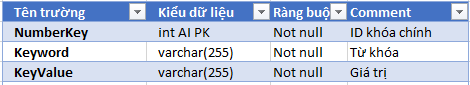 Tên trường Kiểu dữ liệu Ràng buộ Comment
NumberKey int AI PK Not null ID khóa chính
Keyword varchar(255) Not null Từ khóa
KeyValue varchar(255) Not null Giá trị